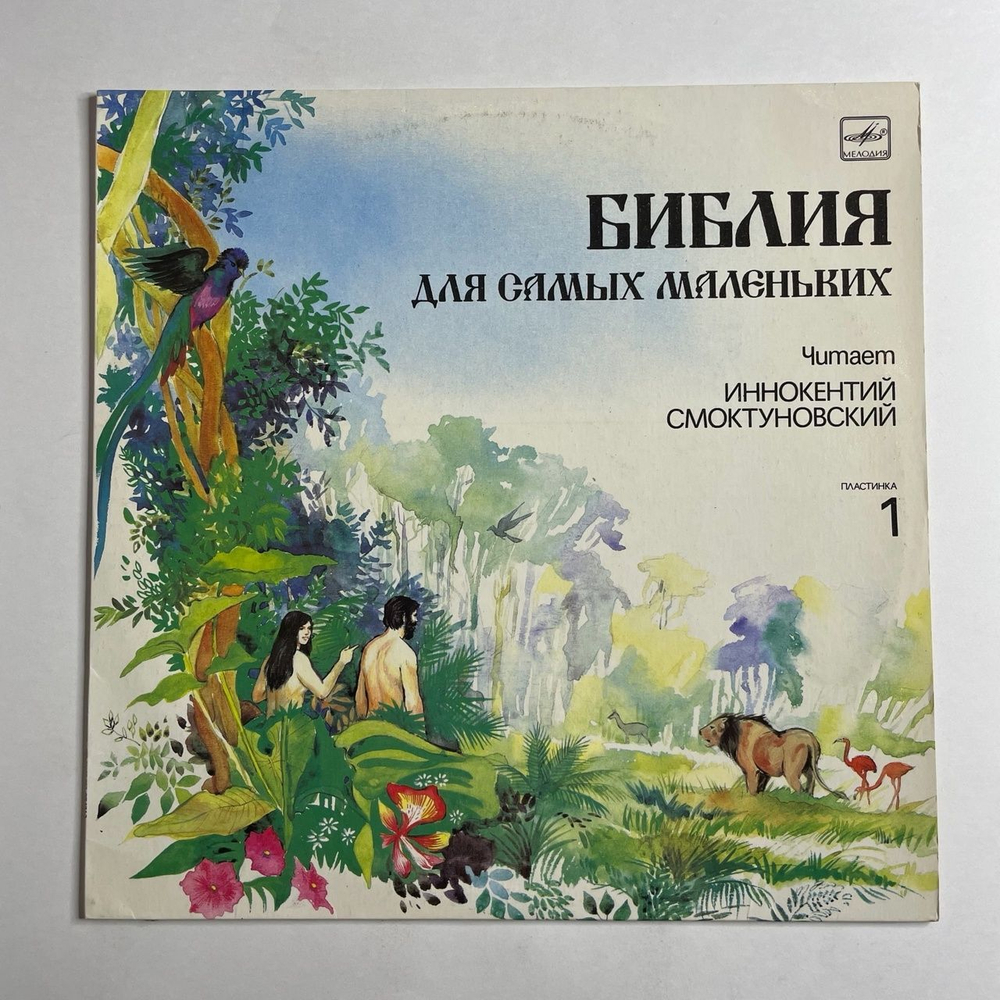 МЕЛОДИЯ
БИБЛИЯ
ДЛЯ САМЫХ МАЛЕНЬКИХ
Читает
ИННОКЕНТИЙ
СМОКТУНОВСКИЙ
ПЛАСТИНКА
1